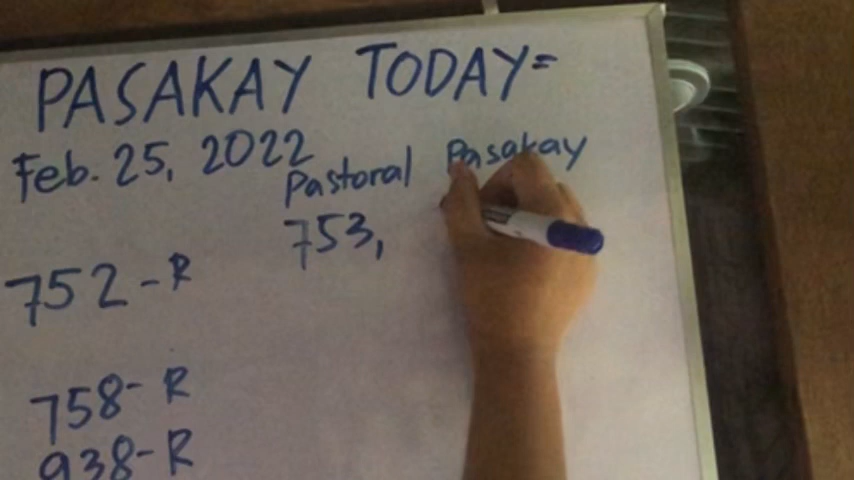 PASAKAY TODAY=
Feb. 25, 2022
Pastoral Pasakay
753,
752-R
758-R
938-R